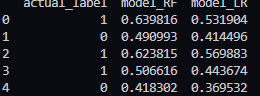 actual_label model_RF model_LR
0 1 0.639816 0.531904
1 0 0.490993 0.414496
2 1 0.623815 0.569883
3 1 0.506616 0.443674
4 0 0.418302 0.369532